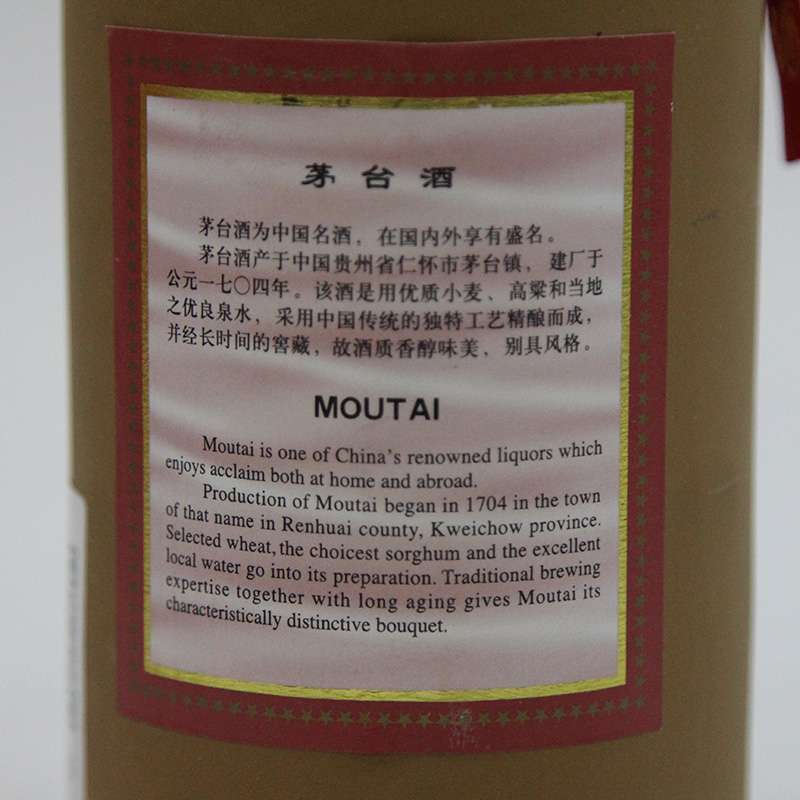 茅台酒
茅台酒为中国名酒，在国内外享有盛名。
茅台酒产于中国贵州省仁怀市茅台镇，建厂于
公元一七〇四年。该酒是用优质小麦、高粱和当地
之优良泉水，采用中国传统的独特工艺精酿而成，
并经长时间的窖藏，故酒质香醇味美、别具风格。
MOUTAI
Moutai is one of China's renowned liquors which
enjoys acclaim both at home and abroad.
Production of Moutai began in 1704 in the town
of that name in Renhuai county, Kweichow province.
Selected wheat, the choicest sorghum and the excellent
local water go into its preparation. Traditional brewing
expertise together with long aging gives Moutai its
characteristically distinctive bouquet.